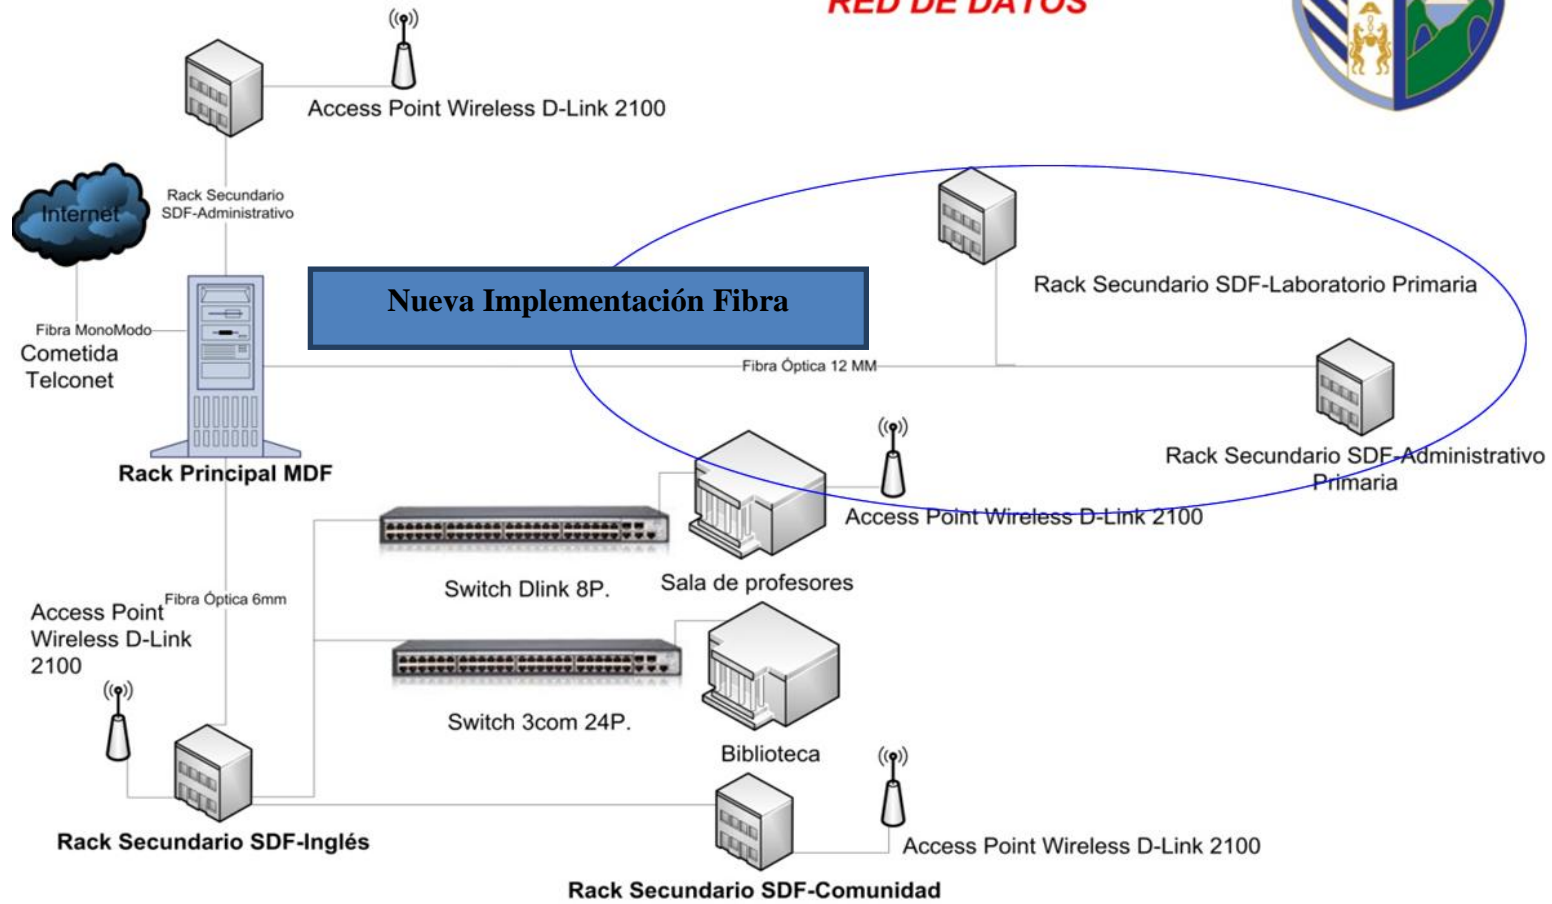 RED DE DATOS
A
Access Point Wireless D-Link 2100
Rack Secundario
SDF-Administrativo
Internet
Nueva Implementación Fibra
Rack Secundario SDF-Laboratorio Primaria
Fibra MonoModo
Cometida
Telconet
Fibra Óptica 12 MM
Rack Principal MDF
Rack Secundario SDF-Administrativo
Primaria
Access Point Wireless D-Link 2100
Switch Dlink 8P.
Sala de profesores
Fibra Óptica 6mm
Access Point
Wireless D-Link
2100
Switch 3com 24P.
Biblioteca
Rack Secundario SDF-Inglés
Access Point Wireless D-Link 2100
Rack Secundario SDF-Comunidad